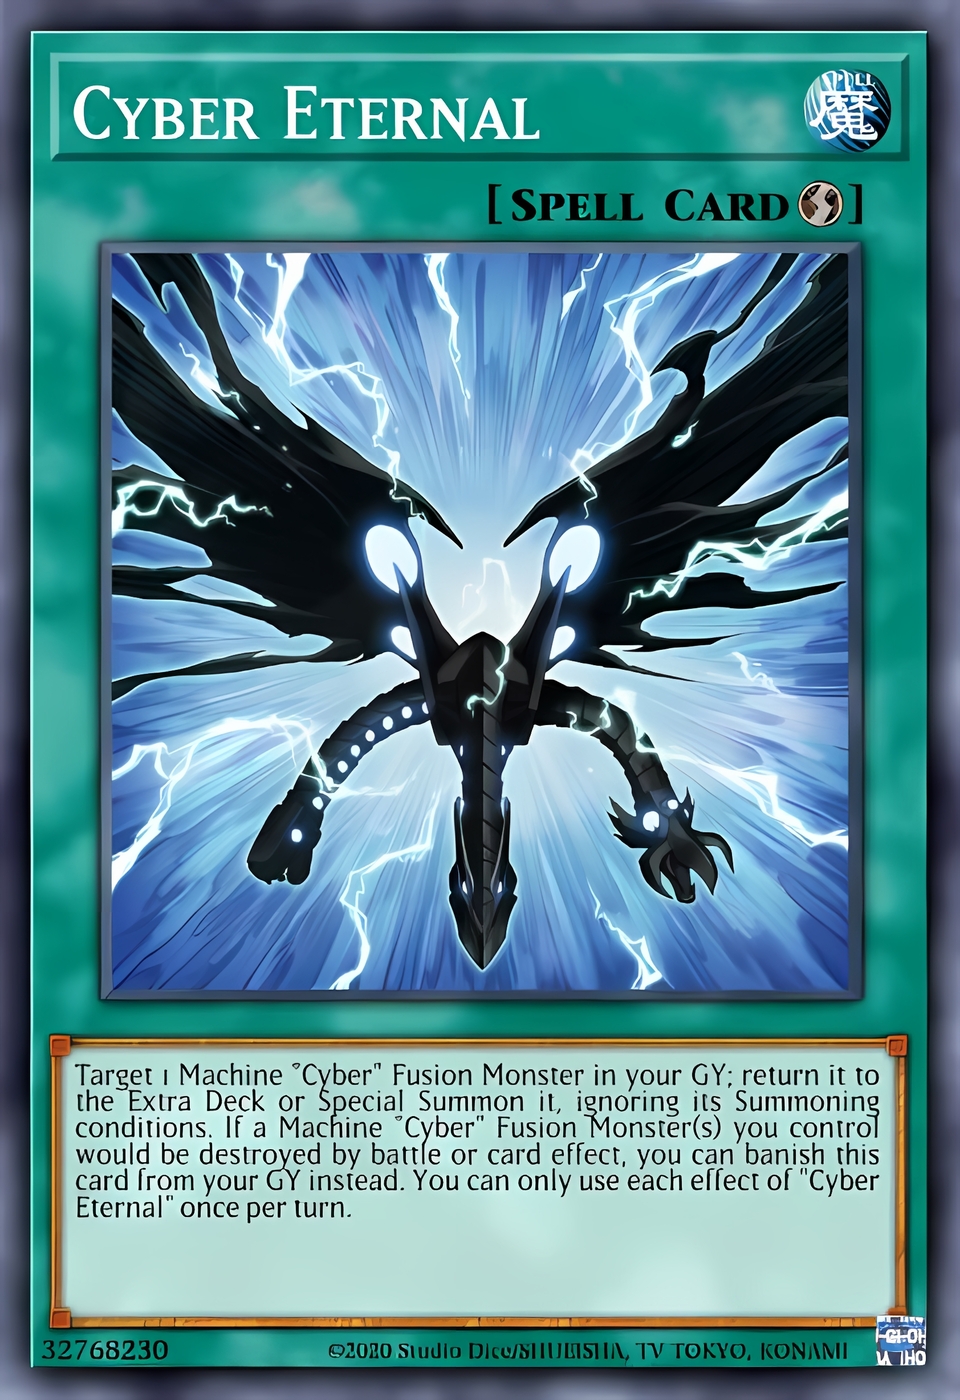 CYBER ETERNAL
魔
[SPELL CARD]
Target 1 Machine "Cyber" Fusion Monster in your GY; return it to
the Extra Deck or Special Summon it, ignoring its Summoning
conditions. If a Machine "Cyber" Fusion Monster(s) you control
would be destroyed by battle or card effect, you can banish this
card from your GY instead. You can only use each effect of "Cyber
Eternal" once per turn.
32768230
©2020 Studio Dice/SHUEISHA, TV TOKYO, KONAMI